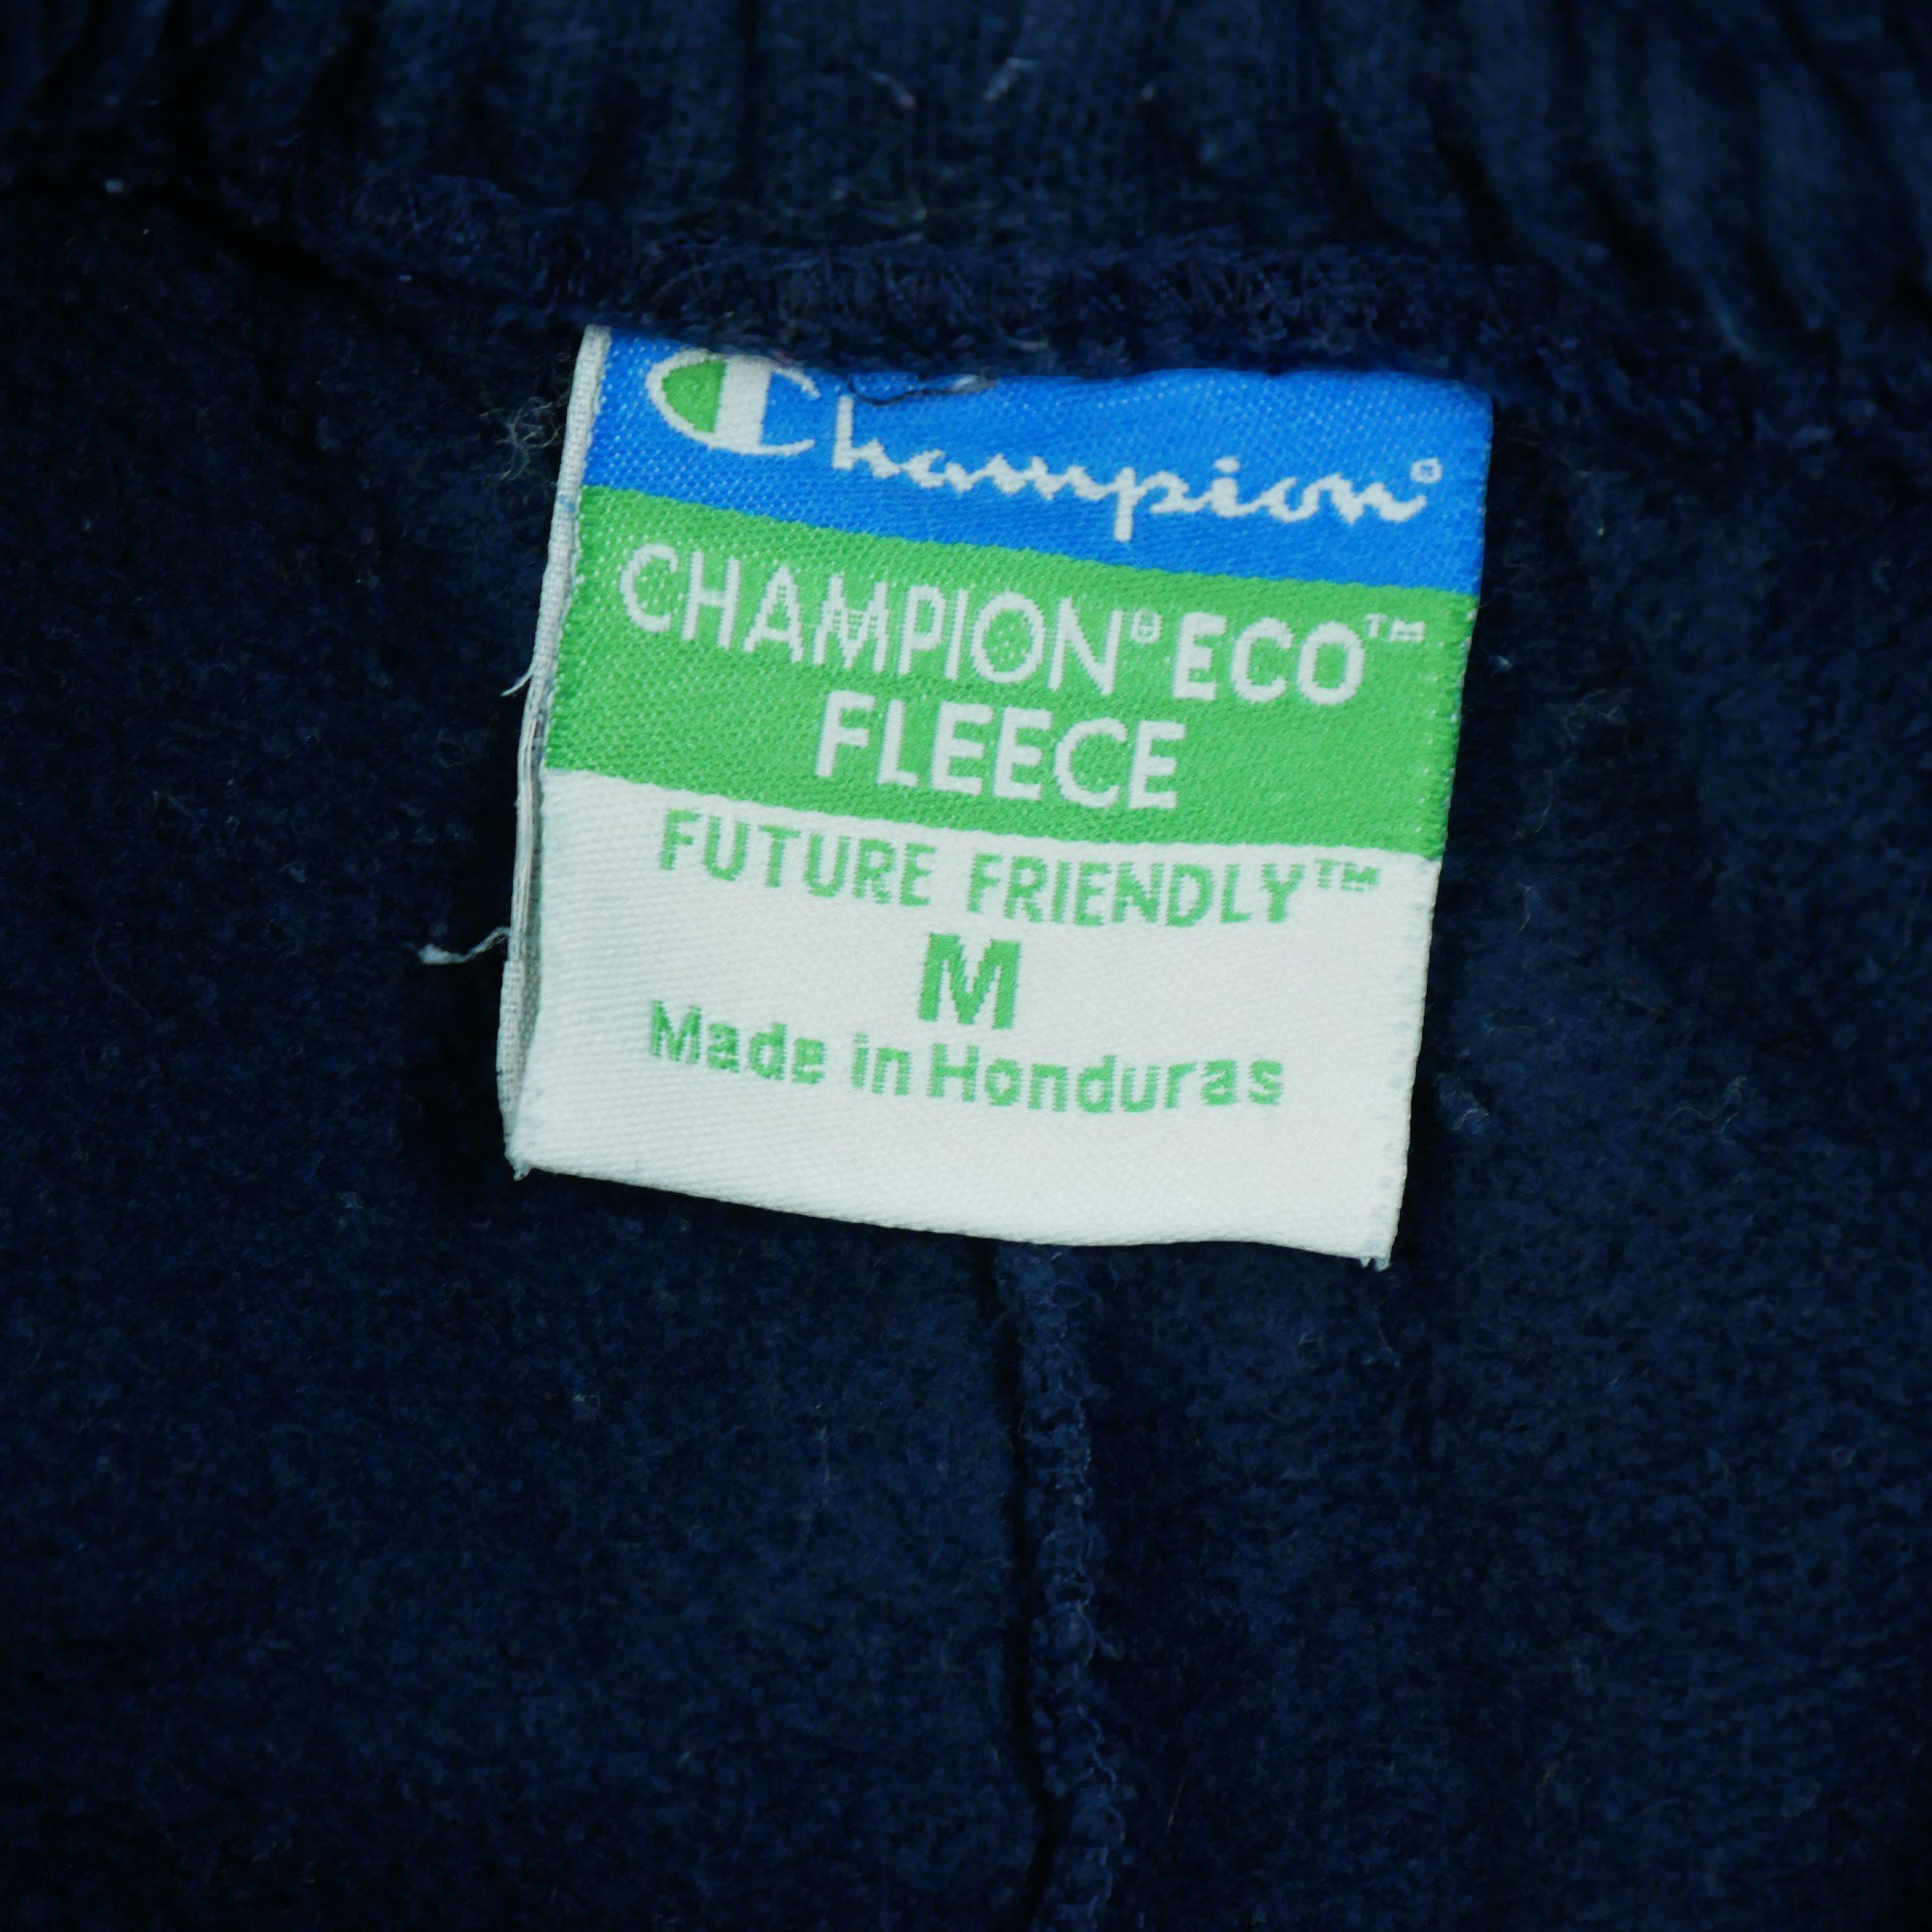 Champion®
CHAMPION® ECO™
FLEECE
FUTURE FRIENDLY™
M
Made in Honduras